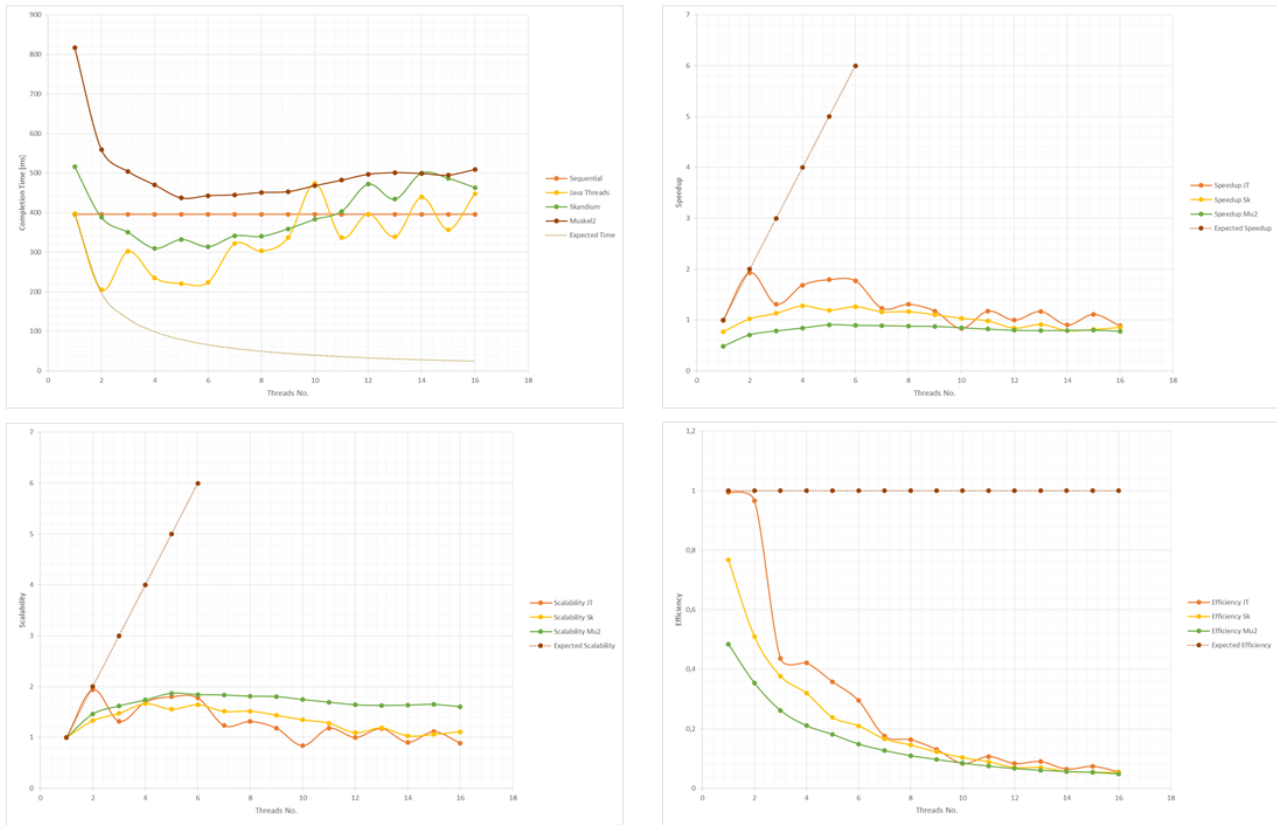 900
800
700
600
500
400
300
200
100
0
Completion Time [ms]
0 2 4 6 8 10 12 14 16 18
Threads No.
Sequential
Java Threads
Skandium
Muskel2
Expected Time
7
6
5
4
3
2
1
0
Speedup
0 2 4 6 8 10 12 14 16 18
Threads No.
Speedup JT
Speedup Sk
Speedup Mu2
Expected Speedup
7
6
5
4
3
2
1
0
Scalability
0 2 4 6 8 10 12 14 16 18
Threads No.
Scalability JT
Scalability Sk
Scalability Mu2
Expected Scalability
1,2
1
0,8
0,6
0,4
0,2
0
Efficiency
0 2 4 6 8 10 12 14 16 18
Threads No.
Efficiency JT
Efficiency Sk
Efficiency Mu2
Expected Efficiency